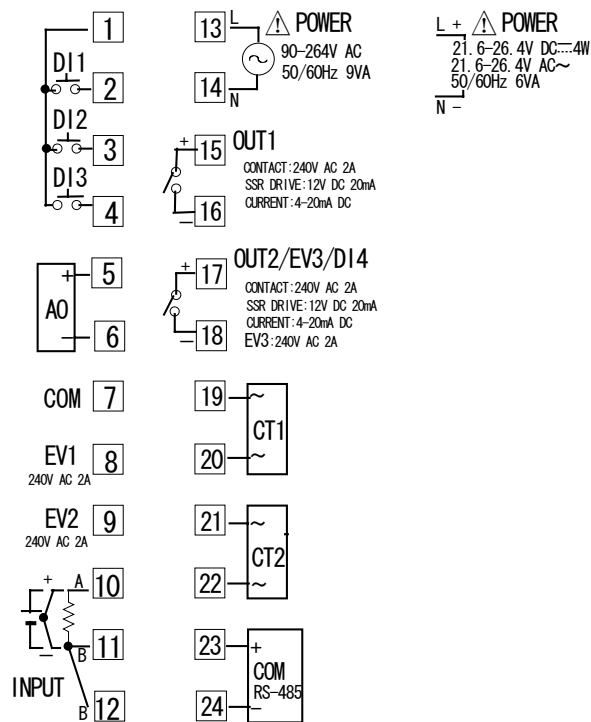 1
DI1
2
DI2
3
DI3
4
+ 5
AO
− 6
COM 7
EV1 8
240V AC 2A
EV2 9
240V AC 2A
+ A 10
− B 11
INPUT
B 12
13 L ⚠ POWER
90-264V AC
50/60Hz 9VA
14 N
+ 15 OUT1
CONTACT:240V AC 2A
SSR DRIVE:12V DC 20mA
CURRENT:4-20mA DC
− 16
+ 17 OUT2/EV3/DI4
CONTACT:240V AC 2A
SSR DRIVE:12V DC 20mA
CURRENT:4-20mA DC
EV3:240V AC 2A
− 18
19 ~
CT1
20 ~
21 ~
CT2
22 ~
23 +
COM
RS-485
24 −
L + ⚠ POWER
21.6-26.4V DC⎓4W
21.6-26.4V AC~
50/60Hz 6VA
N −